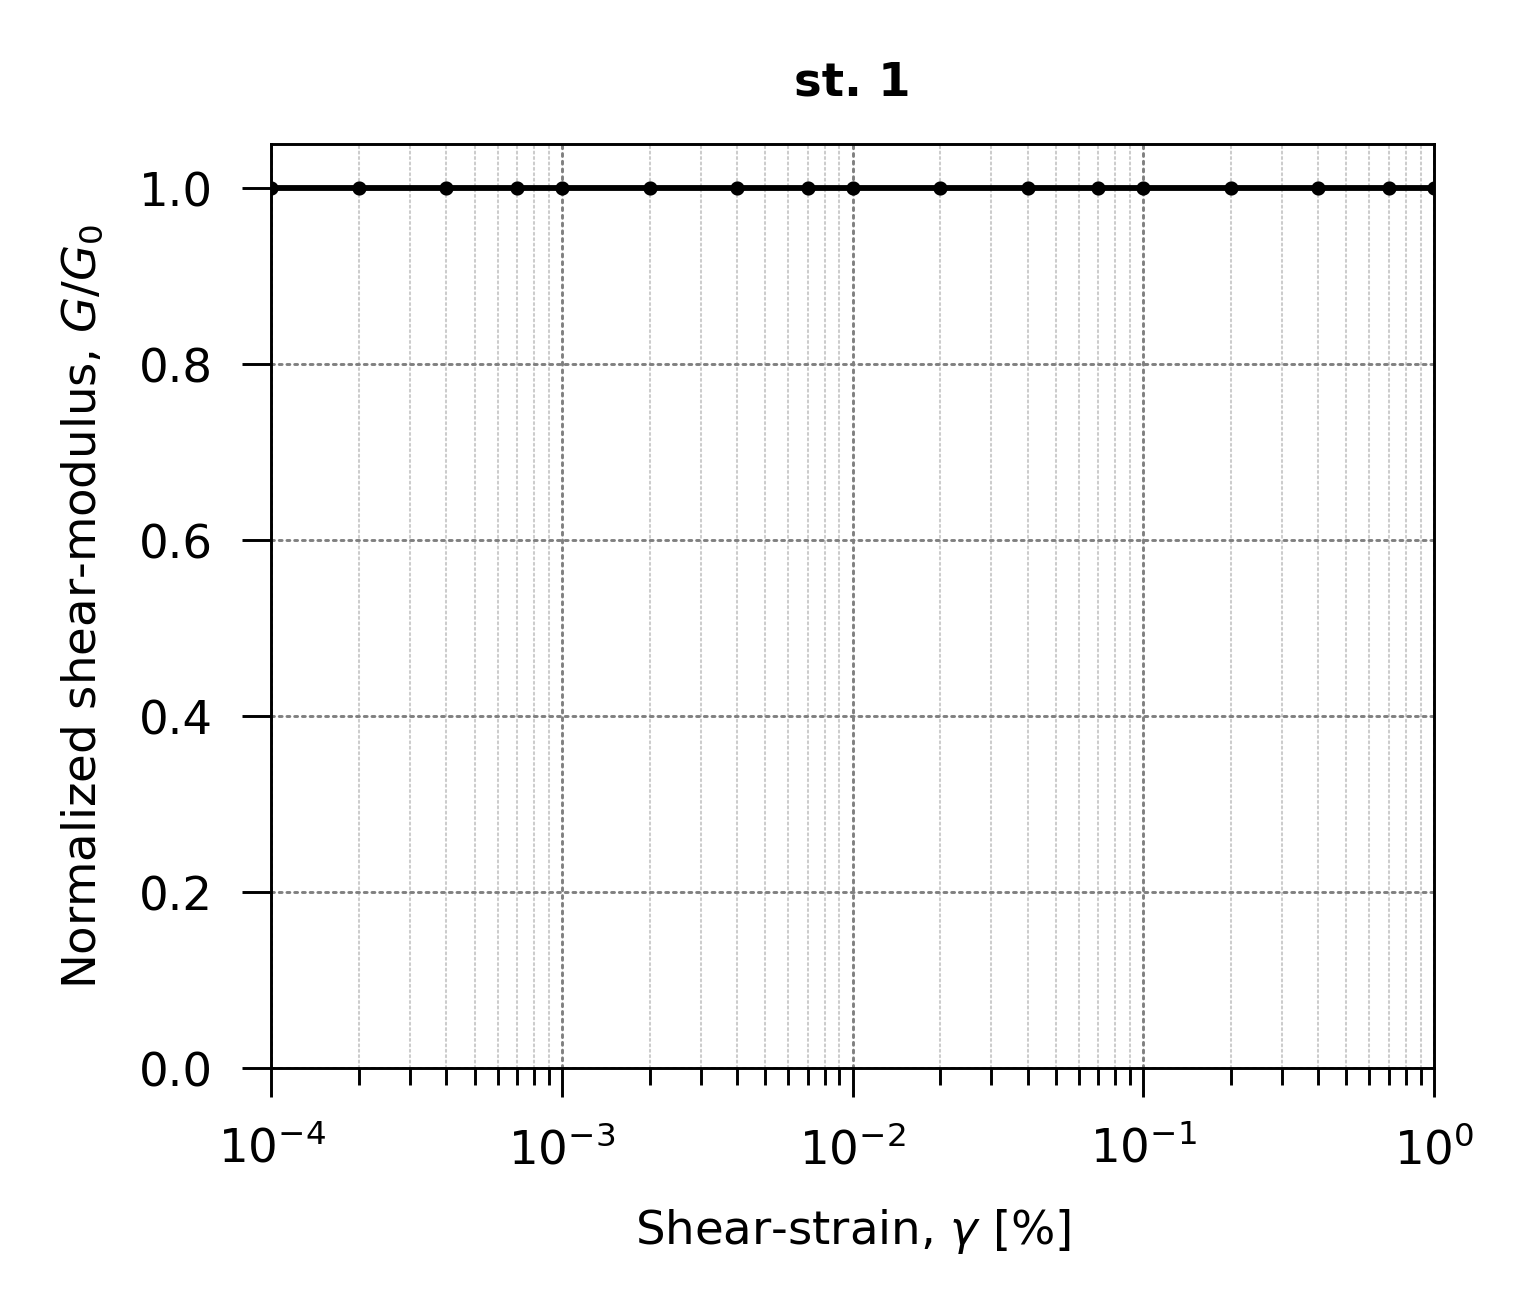 st. 1
Normalized shear-modulus, G/G₀
1.0
0.8
0.6
0.4
0.2
0.0
10⁻⁴ 10⁻³ 10⁻² 10⁻¹ 10⁰
Shear-strain, γ [%]